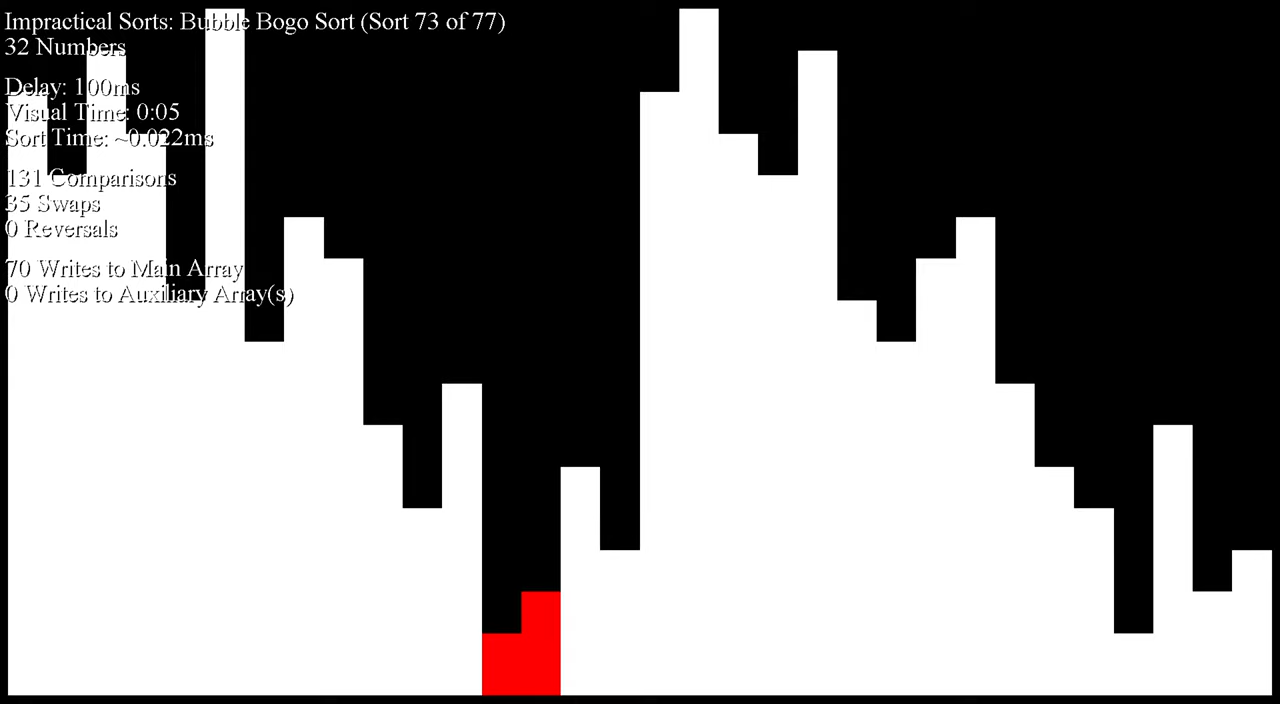 Impractical Sorts: Bubble Bogo Sort (Sort 73 of 77)
32 Numbers
Delay: 100ms
Visual Time: 0:05
Sort Time: ~0.022ms
131 Comparisons
35 Swaps
0 Reversals
70 Writes to Main Array
0 Writes to Auxiliary Array(s)